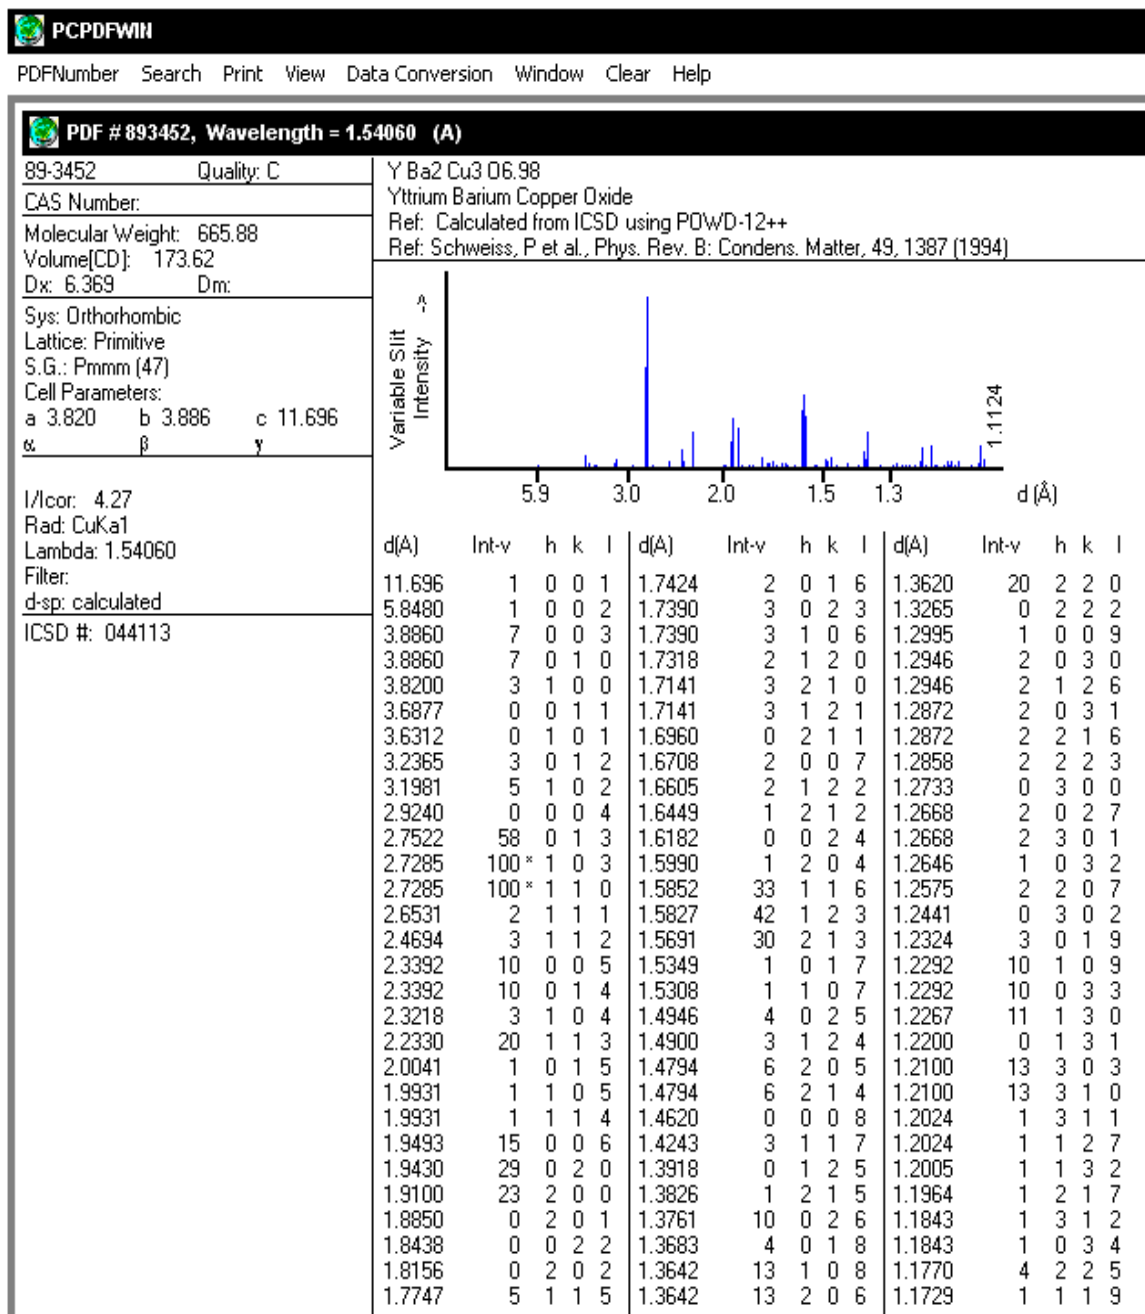 PCPDFWIN
PDFNumber Search Print View Data Conversion Window Clear Help
PDF # 893452, Wavelength = 1.54060 (A)
89-3452 Quality: C
CAS Number:
Molecular Weight: 665.88
Volume[CD]: 173.62
Dx: 6.369 Dm:
Sys: Orthorhombic
Lattice: Primitive
S.G.: Pmmm (47)
Cell Parameters:
a 3.820 b 3.886 c 11.696
α β γ
I/Icor: 4.27
Rad: CuKa1
Lambda: 1.54060
Filter:
d-sp: calculated
ICSD #: 044113
Y Ba2 Cu3 O6.98
Yttrium Barium Copper Oxide
Ref: Calculated from ICSD using POWD-12++
Ref: Schweiss, P et al., Phys. Rev. B: Condens. Matter, 49, 1387 (1994)
Variable Slit
Intensity ->
1.1124
5.9 3.0 2.0 1.5 1.3 d (Å)
d(A) Int-v h k l d(A) Int-v h k l d(A) Int-v h k l
11.696 1 0 0 1 1.7424 2 0 1 6 1.3620 20 2 2 0
5.8480 1 0 0 2 1.7390 3 0 2 3 1.3265 0 2 2 2
3.8860 7 0 0 3 1.7390 3 1 0 6 1.2995 1 0 0 9
3.8860 7 0 1 0 1.7318 2 1 2 0 1.2946 2 0 3 0
3.8200 3 1 0 0 1.7141 3 2 1 0 1.2946 2 1 2 6
3.6877 0 0 1 1 1.7141 3 1 2 1 1.2872 2 0 3 1
3.6312 0 1 0 1 1.6960 0 2 1 1 1.2872 2 2 1 6
3.2365 3 0 1 2 1.6708 2 0 0 7 1.2858 2 2 2 3
3.1981 5 1 0 2 1.6605 2 1 2 2 1.2733 0 3 0 0
2.9240 0 0 0 4 1.6449 1 2 1 2 1.2668 2 0 2 7
2.7522 58 0 1 3 1.6182 0 0 2 4 1.2668 2 3 0 1
2.7285 100 * 1 0 3 1.5990 1 2 0 4 1.2646 1 0 3 2
2.7285 100 * 1 1 0 1.5852 33 1 1 6 1.2575 2 2 0 7
2.6531 2 1 1 1 1.5827 42 1 2 3 1.2441 0 3 0 2
2.4694 3 1 1 2 1.5691 30 2 1 3 1.2324 3 0 1 9
2.3392 10 0 0 5 1.5349 1 0 1 7 1.2292 10 1 0 9
2.3392 10 0 1 4 1.5308 1 1 0 7 1.2292 10 0 3 3
2.3218 3 1 0 4 1.4946 4 0 2 5 1.2267 11 1 3 0
2.2330 20 1 1 3 1.4900 3 1 2 4 1.2200 0 1 3 1
2.0041 1 0 1 5 1.4794 6 2 0 5 1.2100 13 3 0 3
1.9931 1 1 0 5 1.4794 6 2 1 4 1.2100 13 3 1 0
1.9931 1 1 1 4 1.4620 0 0 0 8 1.2024 1 3 1 1
1.9493 15 0 0 6 1.4243 3 1 1 7 1.2024 1 1 2 7
1.9430 29 0 2 0 1.3918 0 1 2 5 1.2005 1 1 3 2
1.9100 23 2 0 0 1.3826 1 2 1 5 1.1964 1 2 1 7
1.8850 0 2 0 1 1.3761 10 0 2 6 1.1843 1 3 1 2
1.8438 0 0 2 2 1.3683 4 0 1 8 1.1843 1 0 3 4
1.8156 0 2 0 2 1.3642 13 1 0 8 1.1770 4 2 2 5
1.7747 5 1 1 5 1.3642 13 2 0 6 1.1729 1 1 1 9